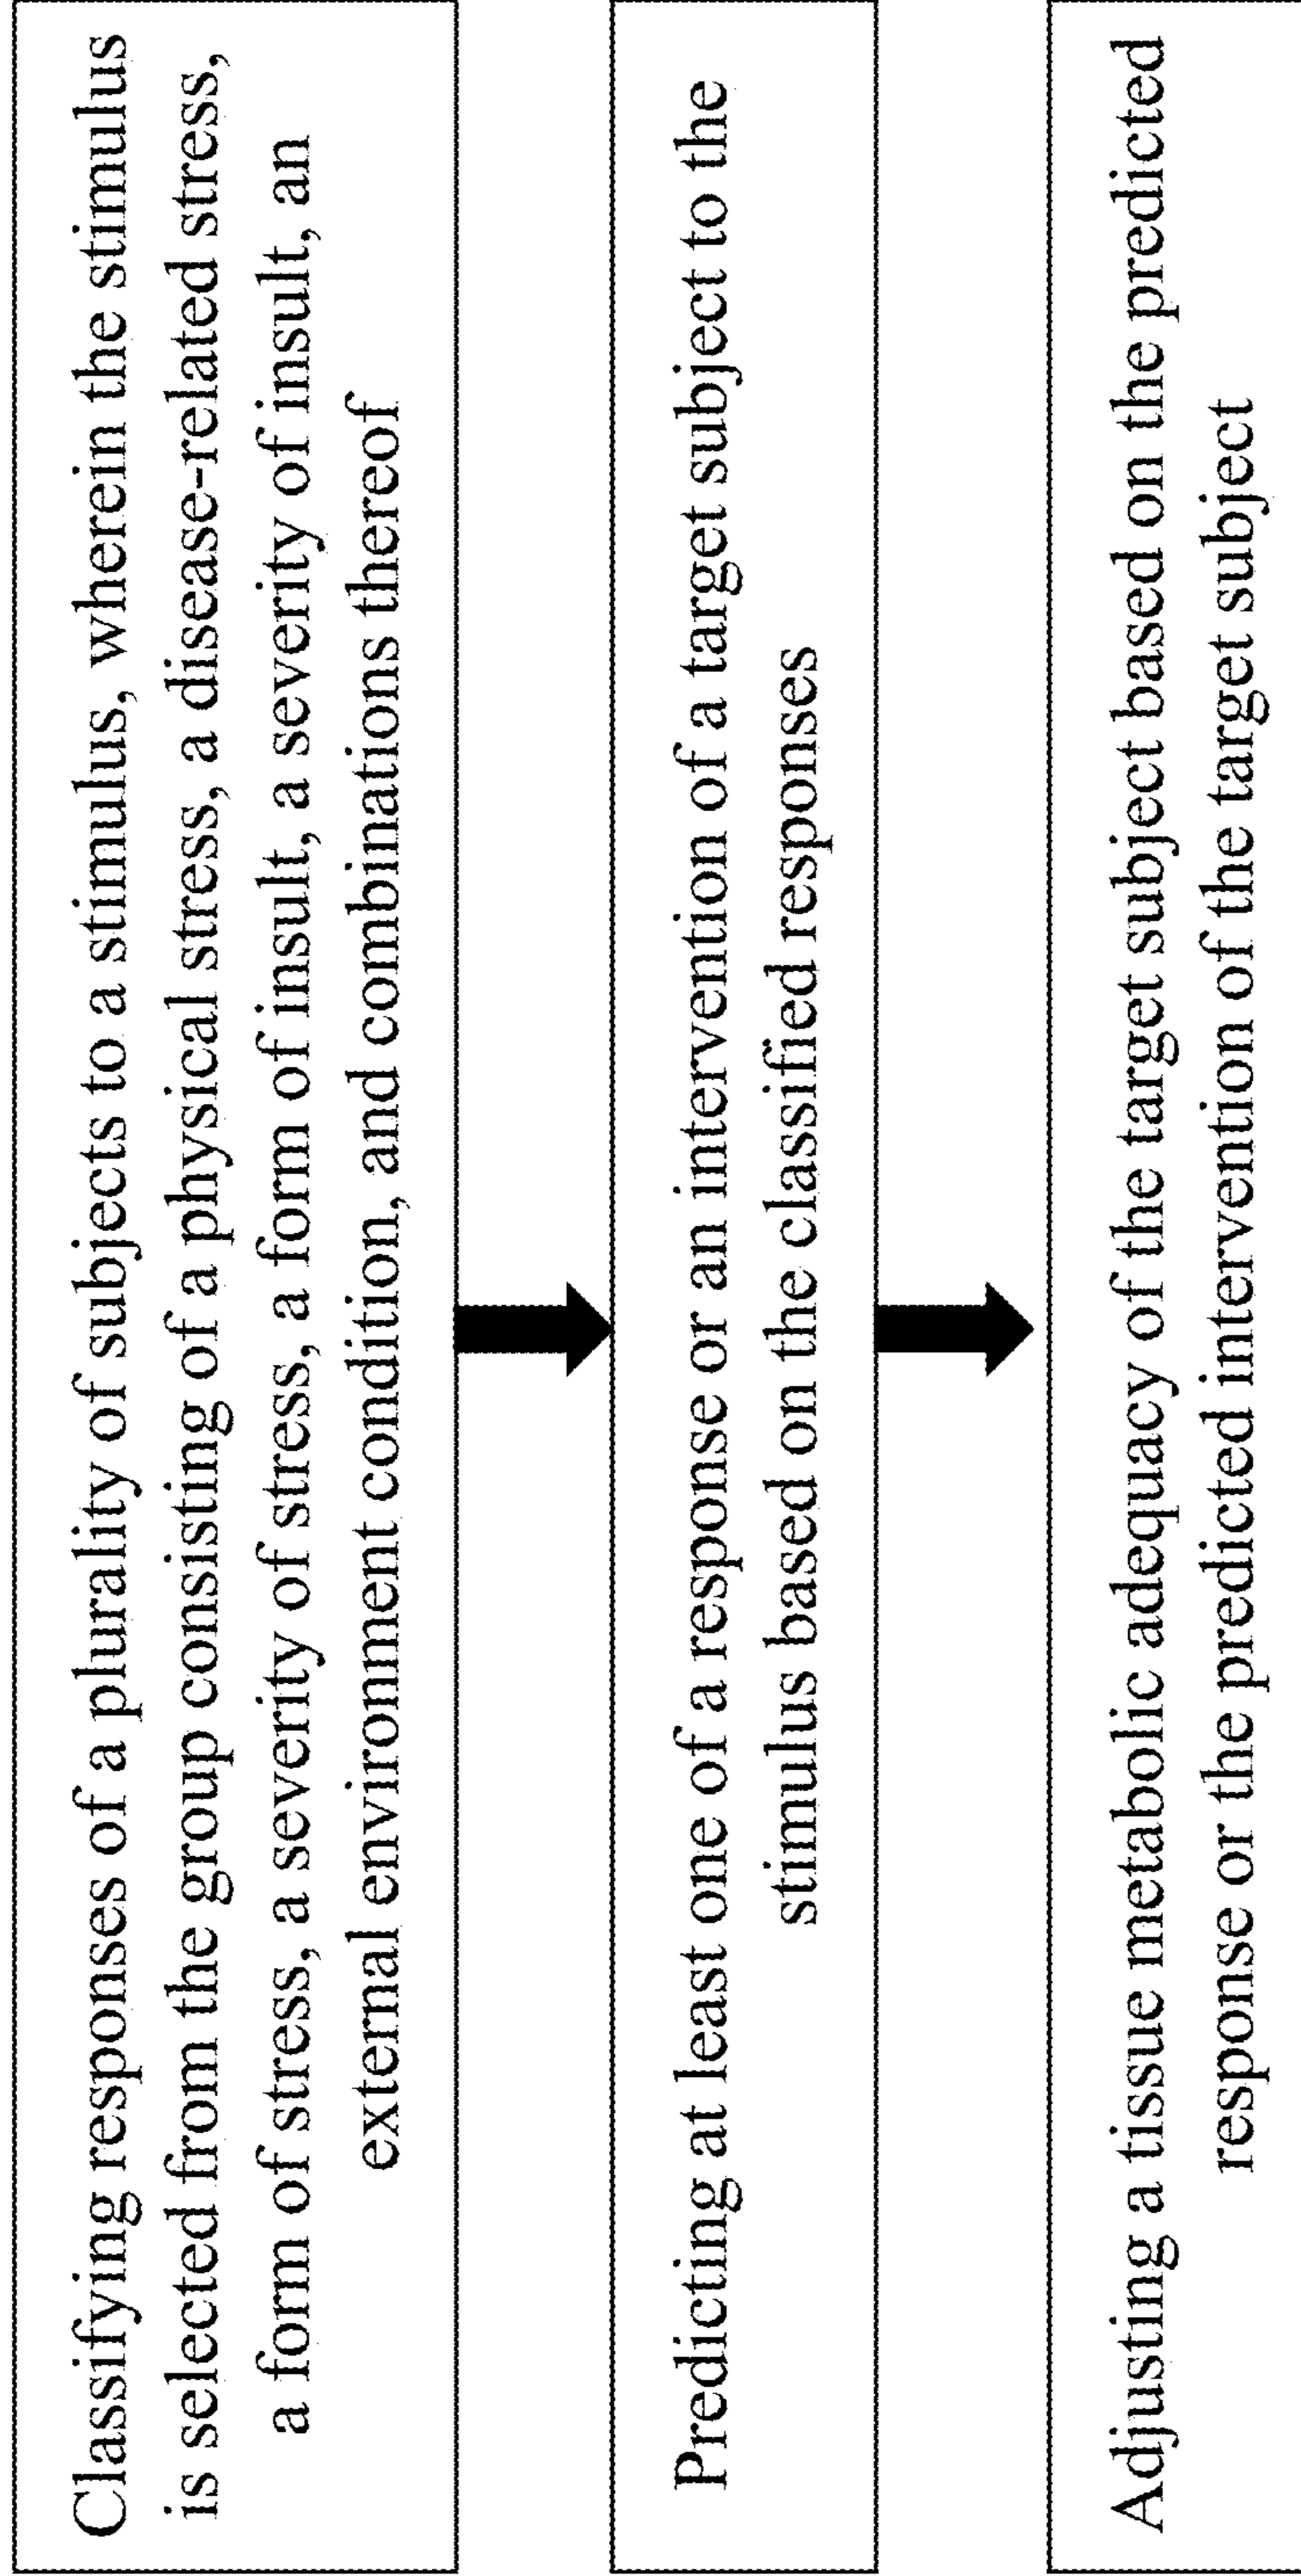 Classifying responses of a plurality of subjects to a stimulus, wherein the stimulus
is selected from the group consisting of a physical stress, a disease-related stress,
a form of stress, a severity of stress, a form of insult, a severity of insult, an
external environment condition, and combinations thereof
Predicting at least one of a response or an intervention of a target subject to the
stimulus based on the classified responses
Adjusting a tissue metabolic adequacy of the target subject based on the predicted
response or the predicted intervention of the target subject